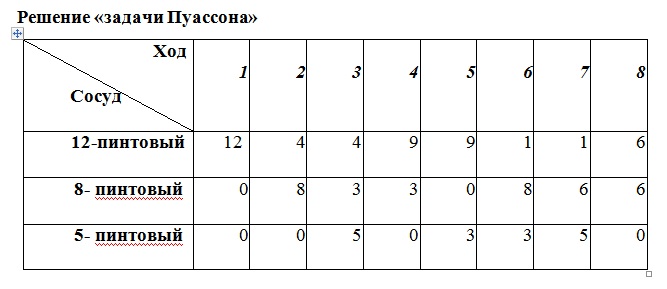 Решение «задачи Пуассона»
Ход
Сосуд
1 2 3 4 5 6 7 8
12-пинтовый 12 4 4 9 9 1 1 6
8- пинтовый 0 8 3 3 0 8 6 6
5- пинтовый 0 0 5 0 3 3 5 0